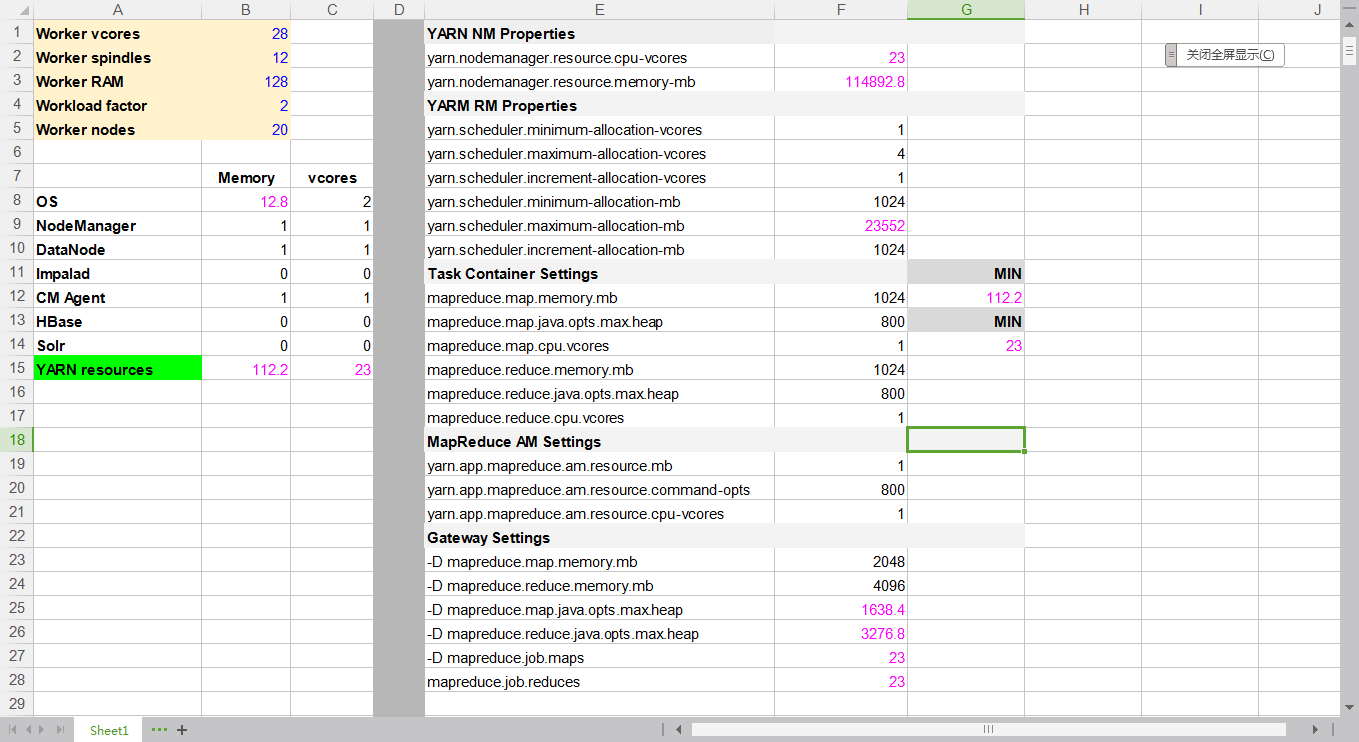 A B C D E F G H I J
1 Worker vcores 28 YARN NM Properties
2 Worker spindles 12 yarn.nodemanager.resource.cpu-vcores 23 关闭全屏显示(C)
3 Worker RAM 128 yarn.nodemanager.resource.memory-mb 114892.8
4 Workload factor 2 YARM RM Properties
5 Worker nodes 20 yarn.scheduler.minimum-allocation-vcores 1
6 yarn.scheduler.maximum-allocation-vcores 4
7 Memory vcores yarn.scheduler.increment-allocation-vcores 1
8 OS 12.8 2 yarn.scheduler.minimum-allocation-mb 1024
9 NodeManager 1 1 yarn.scheduler.maximum-allocation-mb 23552
10 DataNode 1 1 yarn.scheduler.increment-allocation-mb 1024
11 Impalad 0 0 Task Container Settings MIN
12 CM Agent 1 1 mapreduce.map.memory.mb 1024 112.2
13 HBase 0 0 mapreduce.map.java.opts.max.heap 800 MIN
14 Solr 0 0 mapreduce.map.cpu.vcores 1 23
15 YARN resources 112.2 23 mapreduce.reduce.memory.mb 1024
16 mapreduce.reduce.java.opts.max.heap 800
17 mapreduce.reduce.cpu.vcores 1
18 MapReduce AM Settings
19 yarn.app.mapreduce.am.resource.mb 1
20 yarn.app.mapreduce.am.resource.command-opts 800
21 yarn.app.mapreduce.am.resource.cpu-vcores 1
22 Gateway Settings
23 -D mapreduce.map.memory.mb 2048
24 -D mapreduce.reduce.memory.mb 4096
25 -D mapreduce.map.java.opts.max.heap 1638.4
26 -D mapreduce.reduce.java.opts.max.heap 3276.8
27 -D mapreduce.job.maps 23
28 mapreduce.job.reduces 23
29
Sheet1